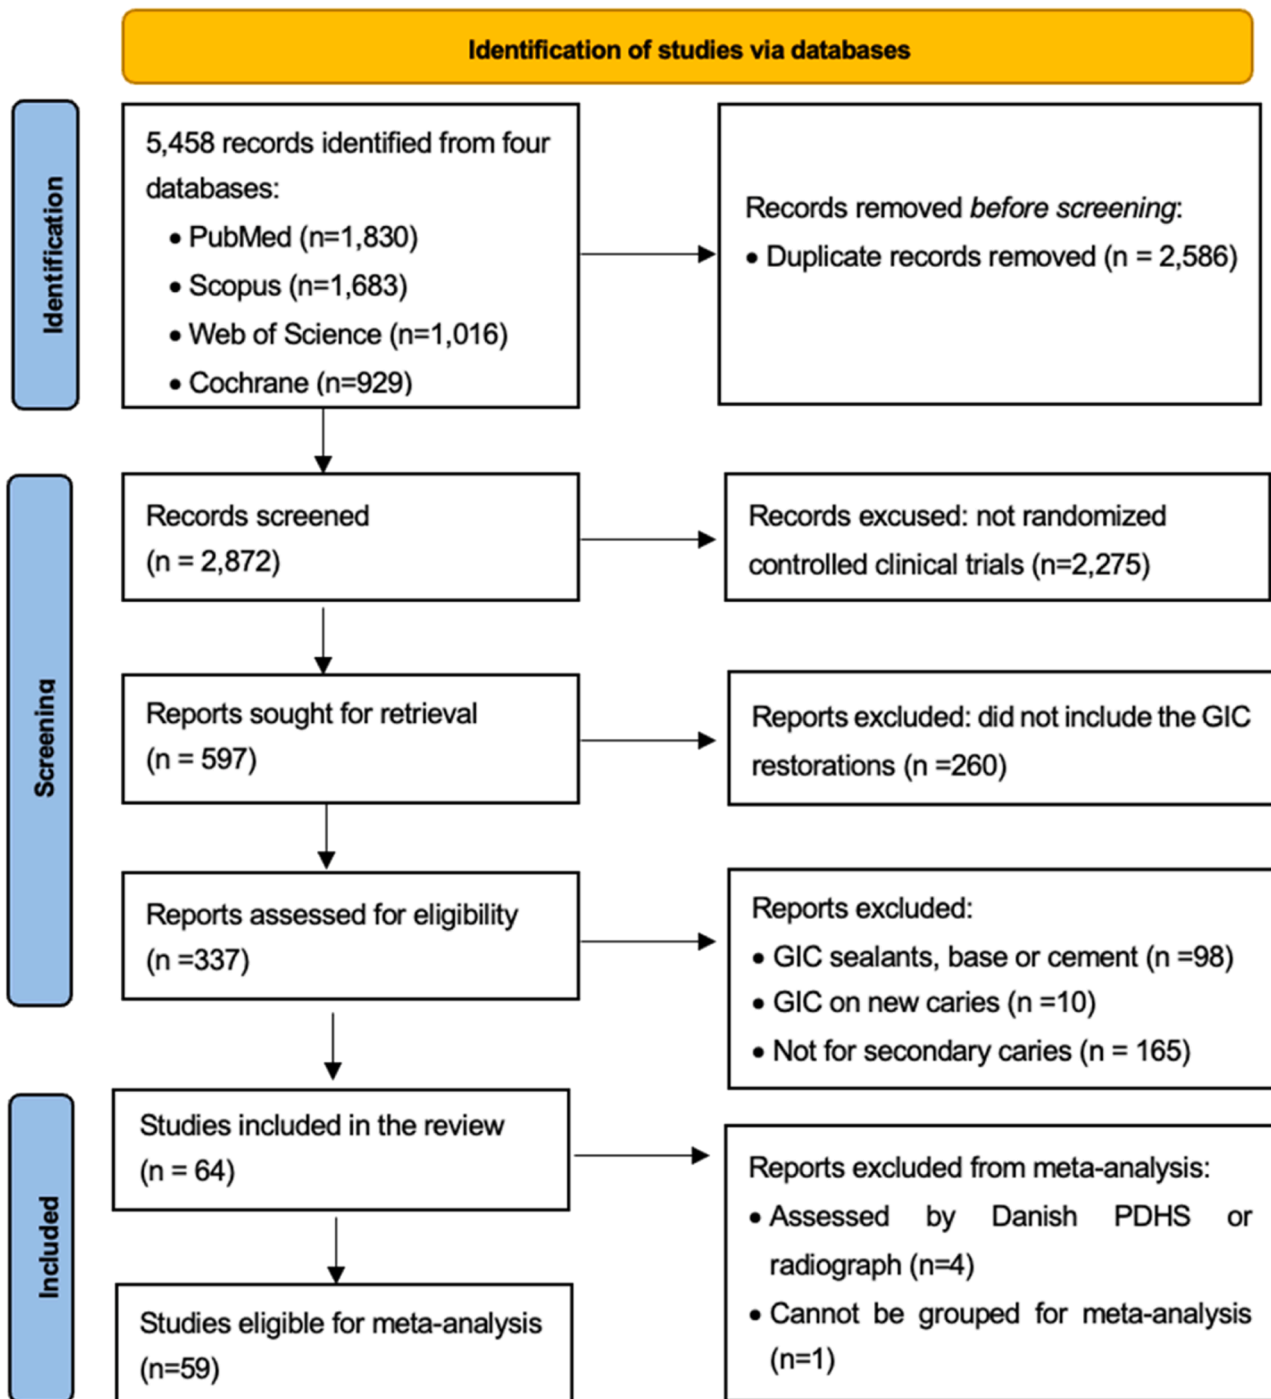 Identification of studies via databases
Identification
5,458 records identified from four
databases:
• PubMed (n=1,830)
• Scopus (n=1,683)
• Web of Science (n=1,016)
• Cochrane (n=929)
Records removed before screening:
• Duplicate records removed (n = 2,586)
Screening
Records screened
(n = 2,872)
Records excused: not randomized
controlled clinical trials (n=2,275)
Reports sought for retrieval
(n = 597)
Reports excluded: did not include the GIC
restorations (n =260)
Reports assessed for eligibility
(n =337)
Reports excluded:
• GIC sealants, base or cement (n =98)
• GIC on new caries (n =10)
• Not for secondary caries (n = 165)
Included
Studies included in the review
(n = 64)
Reports excluded from meta-analysis:
• Assessed by Danish PDHS or
radiograph (n=4)
• Cannot be grouped for meta-analysis
(n=1)
Studies eligible for meta-analysis
(n=59)